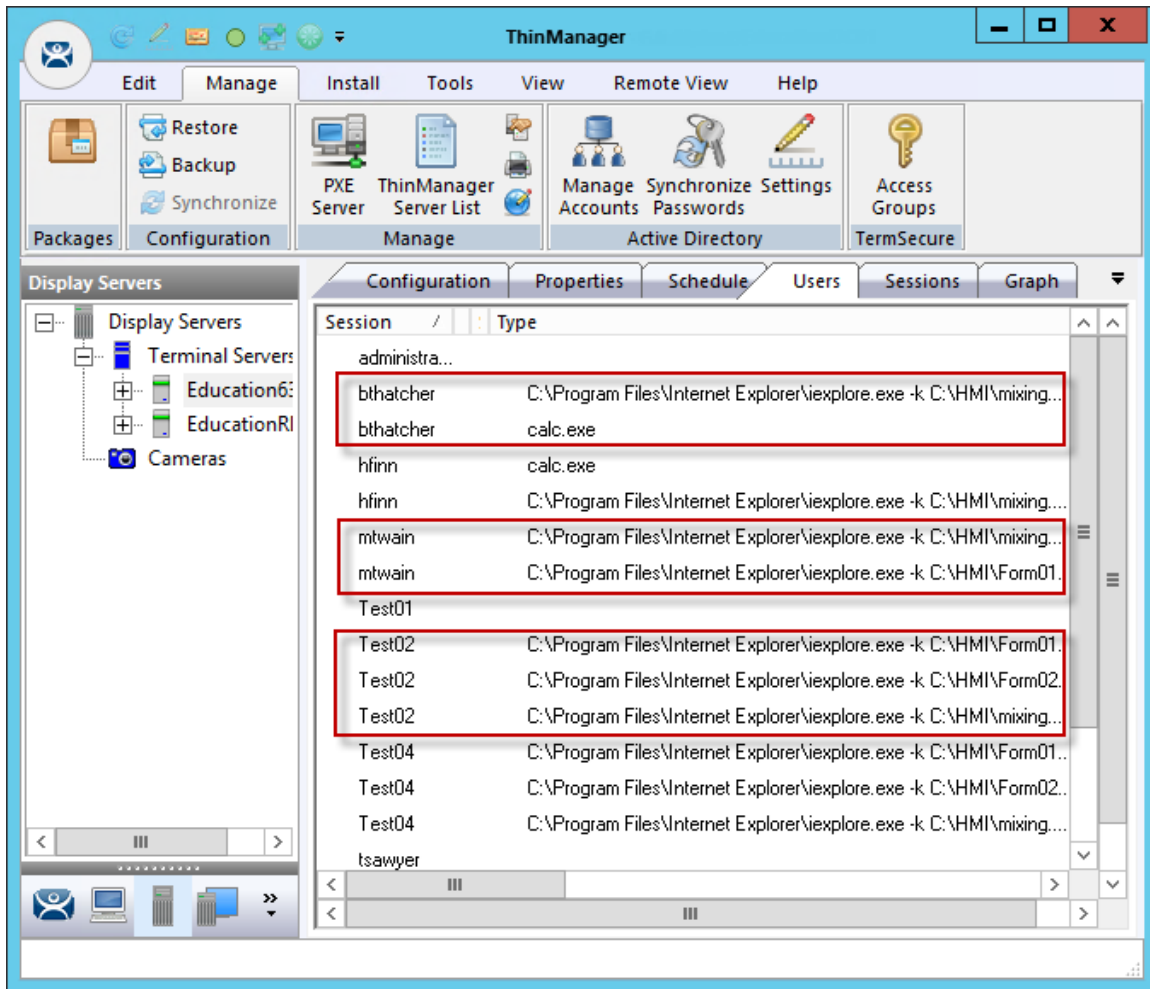 ThinManager
Edit Manage Install Tools View Remote View Help
Restore
Backup
Synchronize
PXE Server
ThinManager Server List
Manage Accounts
Synchronize Passwords
Settings
Access Groups
Packages Configuration Manage Active Directory TermSecure
Display Servers
Configuration Properties Schedule Users Sessions Graph
Display Servers
Terminal Servers
Education6
EducationRI
Cameras
Session Type
administra...
bthatcher C:\Program Files\Internet Explorer\iexplore.exe -k C:\HMI\mixing...
bthatcher calc.exe
hfinn calc.exe
hfinn C:\Program Files\Internet Explorer\iexplore.exe -k C:\HMI\mixing....
mtwain C:\Program Files\Internet Explorer\iexplore.exe -k C:\HMI\mixing...
mtwain C:\Program Files\Internet Explorer\iexplore.exe -k C:\HMI\Form01.
Test01
Test02 C:\Program Files\Internet Explorer\iexplore.exe -k C:\HMI\Form01.
Test02 C:\Program Files\Internet Explorer\iexplore.exe -k C:\HMI\Form02.
Test02 C:\Program Files\Internet Explorer\iexplore.exe -k C:\HMI\mixing...
Test04 C:\Program Files\Internet Explorer\iexplore.exe -k C:\HMI\Form01..
Test04 C:\Program Files\Internet Explorer\iexplore.exe -k C:\HMI\Form02..
Test04 C:\Program Files\Internet Explorer\iexplore.exe -k C:\HMI\mixing....
tsawyer